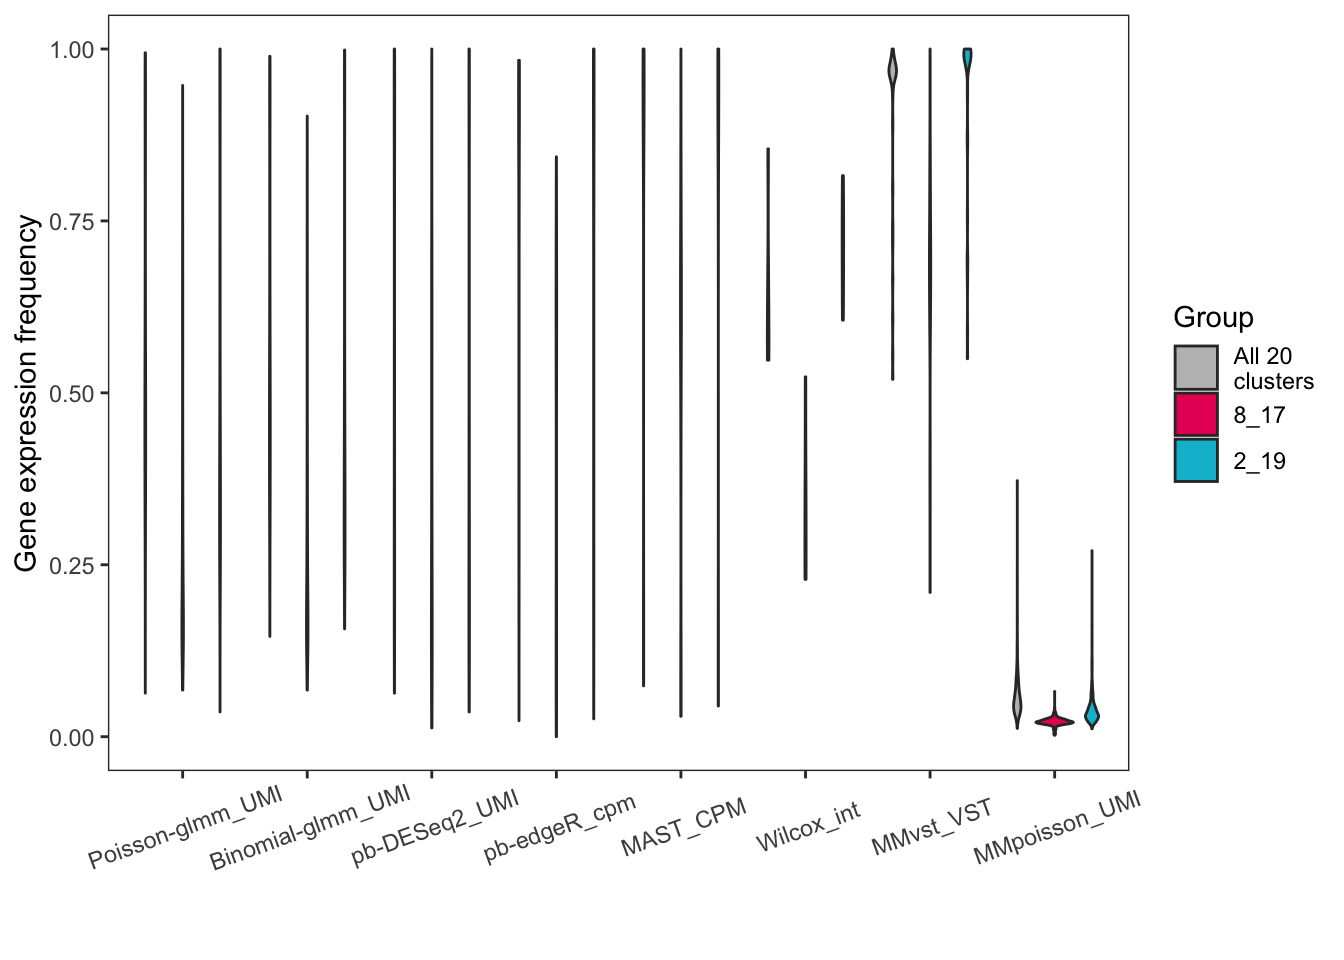 Gene expression frequency
1.00
0.75
0.50
0.25
0.00
Poisson-glmm_UMI
Binomial-glmm_UMI
pb-DESeq2_UMI
pb-edgeR_cpm
MAST_CPM
Wilcox_int
MMvst_VST
MMpoisson_UMI
Group
All 20
clusters
8_17
2_19